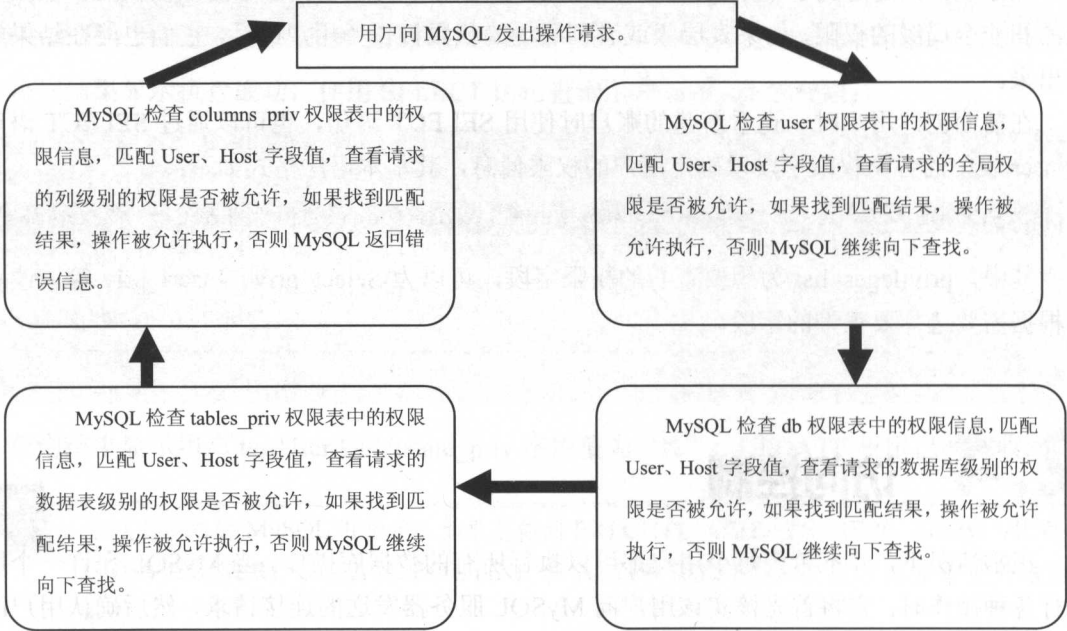 用户向 MySQL 发出操作请求。
MySQL 检查 columns_priv 权限表中的权
限信息，匹配 User、Host 字段值，查看请求
的列级别的权限是否被允许，如果找到匹配
结果，操作被允许执行，否则 MySQL 返回错
误信息。
MySQL 检查 user 权限表中的权限信息，
匹配 User、Host 字段值，查看请求的全局权
限是否被允许，如果找到匹配结果，操作被
允许执行，否则 MySQL 继续向下查找。
MySQL 检查 tables_priv 权限表中的权限
信息，匹配 User、Host 字段值，查看请求的
数据表级别的权限是否被允许，如果找到匹
配结果，操作被允许执行，否则 MySQL 继续
向下查找。
MySQL 检查 db 权限表中的权限信息，匹配
User、Host 字段值，查看请求的数据库级别的权
限是否被允许，如果找到匹配结果，操作被允许
执行，否则 MySQL 继续向下查找。